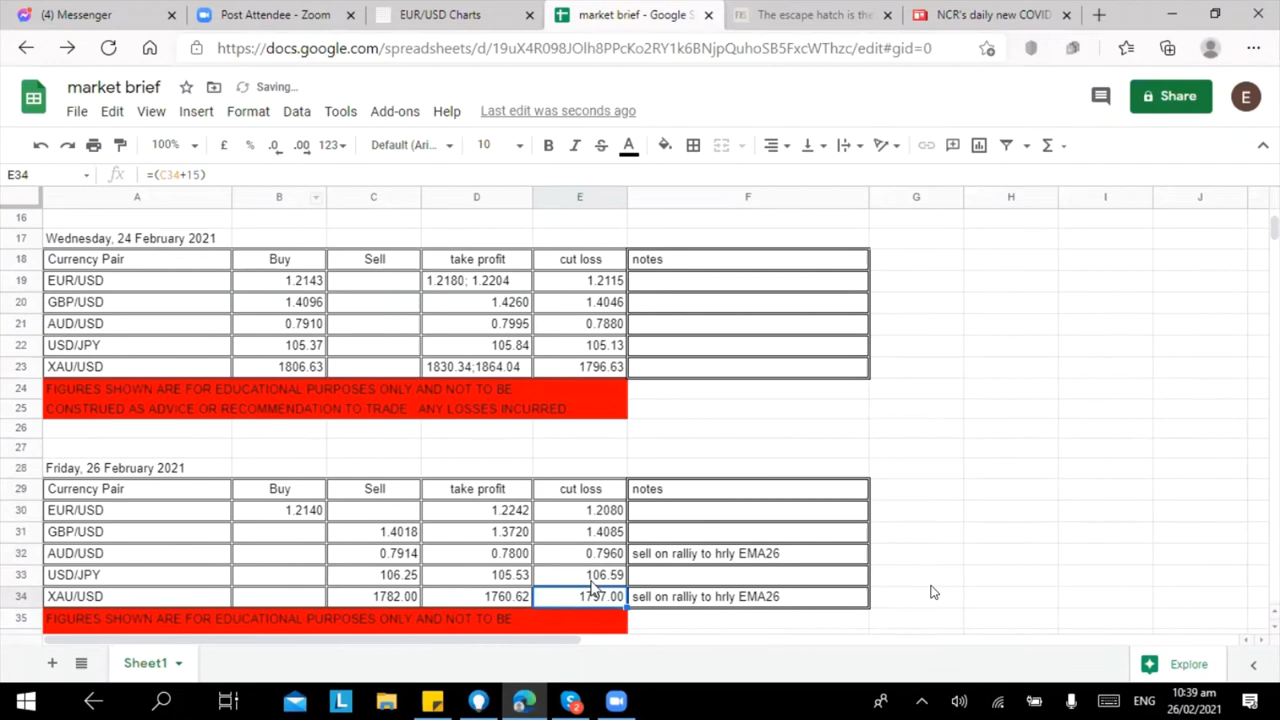 (4) Messenger
Post Attendee - Zoom
EUR/USD Charts
market brief - Google S
The escape hatch is the
NCR's daily new COVID
https://docs.google.com/spreadsheets/d/19uX4R098JOlh8PPcKo2RY1k6BNjpQuhoSB5FxcWThzc/edit#gid=0
market brief
Saving...
File Edit View Insert Format Data Tools Add-ons Help Last edit was seconds ago
Share
E
100% £ % .0 .00 123 Default (Ari... 10 B I S A Σ
E34 fx =(C34+15)
A B C D E F G H I J
16
17 Wednesday, 24 February 2021
18 Currency Pair Buy Sell take profit cut loss notes
19 EUR/USD 1.2143 1.2180; 1.2204 1.2115
20 GBP/USD 1.4096 1.4260 1.4046
21 AUD/USD 0.7910 0.7995 0.7880
22 USD/JPY 105.37 105.84 105.13
23 XAU/USD 1806.63 1830.34;1864.04 1796.63
24 FIGURES SHOWN ARE FOR EDUCATIONAL PURPOSES ONLY AND NOT TO BE
25 CONSTRUED AS ADVICE OR RECOMMENDATION TO TRADE ANY LOSSES INCURRED
26
27
28 Friday, 26 February 2021
29 Currency Pair Buy Sell take profit cut loss notes
30 EUR/USD 1.2140 1.2242 1.2080
31 GBP/USD 1.4018 1.3720 1.4085
32 AUD/USD 0.7914 0.7800 0.7960 sell on ralliy to hrly EMA26
33 USD/JPY 106.25 105.53 106.59
34 XAU/USD 1782.00 1760.62 1797.00 sell on ralliy to hrly EMA26
35 FIGURES SHOWN ARE FOR EDUCATIONAL PURPOSES ONLY AND NOT TO BE
Sheet1
Explore
L
2
ENG
10:39 am
26/02/2021